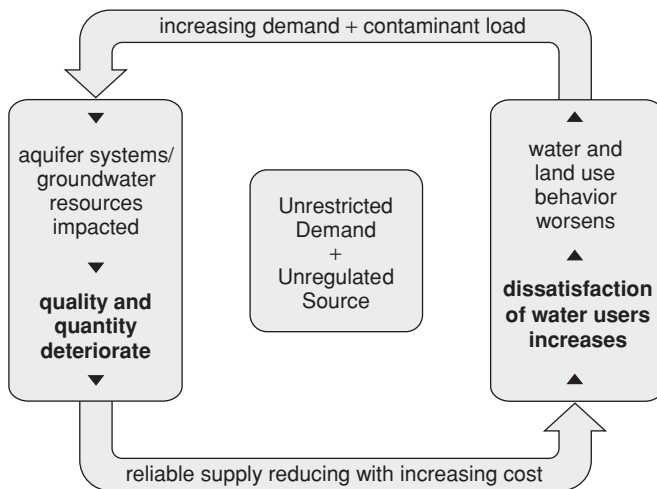 increasing demand + contaminant load
aquifer systems/
groundwater
resources
impacted
quality and
quantity
deteriorate
Unrestricted
Demand
+
Unregulated
Source
water and
land use
behavior
worsens
dissatisfaction
of water users
increases
reliable supply reducing with increasing cost